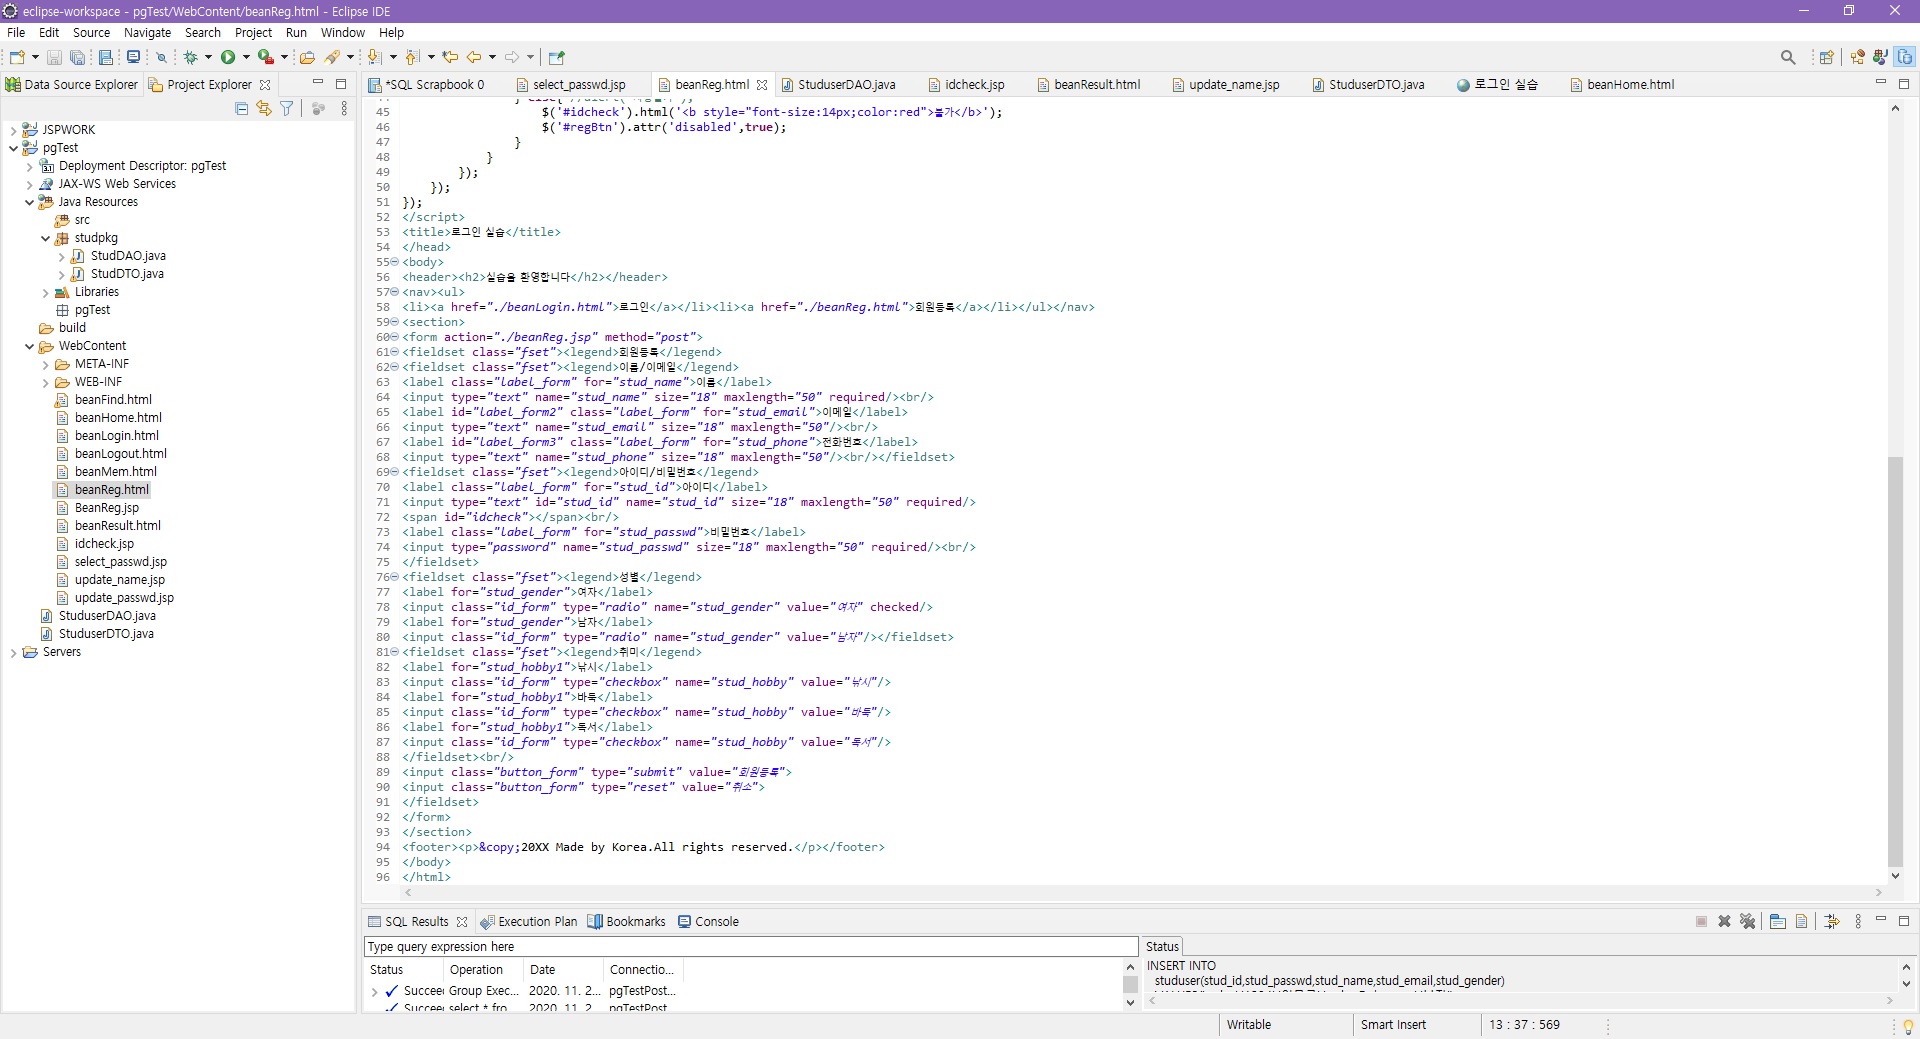 eclipse-workspace - pgTest/WebContent/beanReg.html - Eclipse IDE
File Edit Source Navigate Search Project Run Window Help
Data Source Explorer Project Explorer
*SQL Scrapbook 0 select_passwd.jsp beanReg.html StuduserDAO.java idcheck.jsp beanResult.html update_name.jsp StuduserDTO.java 로그인 실습 beanHome.html
JSPWORK
pgTest
Deployment Descriptor: pgTest
JAX-WS Web Services
Java Resources
src
studpkg
StudDAO.java
StudDTO.java
Libraries
pgTest
build
WebContent
META-INF
WEB-INF
beanFind.html
beanHome.html
beanLogin.html
beanLogout.html
beanMem.html
beanReg.html
BeanReg.jsp
beanResult.html
idcheck.jsp
select_passwd.jsp
update_name.jsp
update_passwd.jsp
StuduserDAO.java
StuduserDTO.java
Servers
45 $('#idcheck').html('<b style="font-size:14px;color:red">불가</b>');
46 $('#regBtn').attr('disabled',true);
47 }
48 }
49 });
50 });
51 });
52 </script>
53 <title>로그인 실습</title>
54 </head>
55 <body>
56 <header><h2>실습을 환영합니다</h2></header>
57 <nav><ul>
58 <li><a href="./beanLogin.html">로그인</a></li><li><a href="./beanReg.html">회원등록</a></li></ul></nav>
59 <section>
60 <form action="./beanReg.jsp" method="post">
61 <fieldset class="fset"><legend>회원등록</legend>
62 <fieldset class="fset"><legend>이름/이메일</legend>
63 <label class="label_form" for="stud_name">이름</label>
64 <input type="text" name="stud_name" size="18" maxlength="50" required/><br/>
65 <label id="label_form2" class="label_form" for="stud_email">이메일</label>
66 <input type="text" name="stud_email" size="18" maxlength="50"/><br/>
67 <label id="label_form3" class="label_form" for="stud_phone">전화번호</label>
68 <input type="text" name="stud_phone" size="18" maxlength="50"/><br/></fieldset>
69 <fieldset class="fset"><legend>아이디/비밀번호</legend>
70 <label class="label_form" for="stud_id">아이디</label>
71 <input type="text" id="stud_id" name="stud_id" size="18" maxlength="50" required/>
72 <span id="idcheck"></span><br/>
73 <label class="label_form" for="stud_passwd">비밀번호</label>
74 <input type="password" name="stud_passwd" size="18" maxlength="50" required/><br/>
75 </fieldset>
76 <fieldset class="fset"><legend>성별</legend>
77 <label for="stud_gender">여자</label>
78 <input class="id_form" type="radio" name="stud_gender" value="여자" checked/>
79 <label for="stud_gender">남자</label>
80 <input class="id_form" type="radio" name="stud_gender" value="남자"/></fieldset>
81 <fieldset class="fset"><legend>취미</legend>
82 <label for="stud_hobby1">낚시</label>
83 <input class="id_form" type="checkbox" name="stud_hobby" value="낚시"/>
84 <label for="stud_hobby1">바둑</label>
85 <input class="id_form" type="checkbox" name="stud_hobby" value="바둑"/>
86 <label for="stud_hobby1">독서</label>
87 <input class="id_form" type="checkbox" name="stud_hobby" value="독서"/>
88 </fieldset><br/>
89 <input class="button_form" type="submit" value="회원등록">
90 <input class="button_form" type="reset" value="취소">
91 </fieldset>
92 </form>
93 </section>
94 <footer><p>&copy;20XX Made by Korea.All rights reserved.</p></footer>
95 </body>
96 </html>
SQL Results Execution Plan Bookmarks Console
Type query expression here
Status Operation Date Connectio...
Succeed Group Exec... 2020. 11. 2... pgTestPost...
Succeed select * fro... 2020. 11. 2... pgTestPost...
Status
INSERT INTO
studuser(stud_id,stud_passwd,stud_name,stud_email,stud_gender)
Writable Smart Insert 13 : 37 : 569